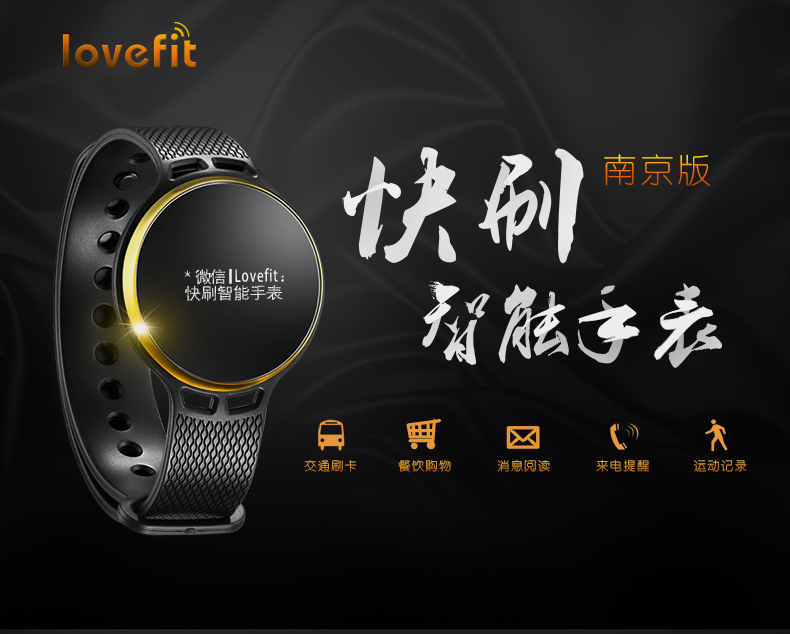 lovefit
快刷
南京版
智能手表
* 微信|Lovefit:
快刷智能手表
交通刷卡
餐饮购物
消息阅读
来电提醒
运动记录